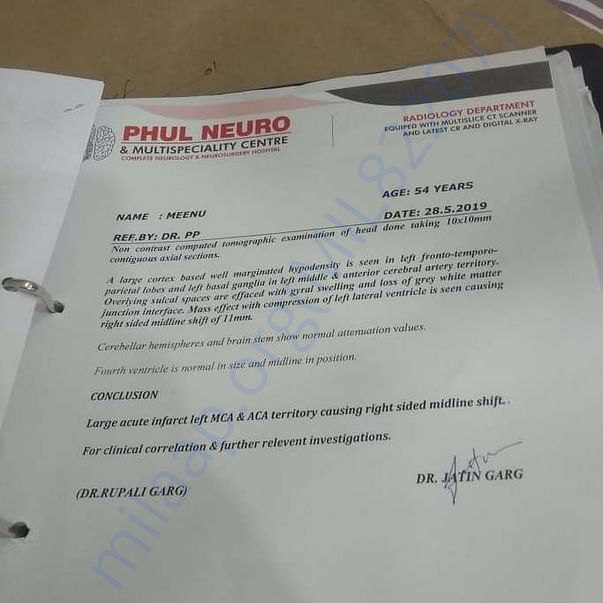 PHUL NEURO
& MULTISPECIALITY CENTRE
COMPLETE NEUROLOGY & NEUROSURGERY HOSPITAL
RADIOLOGY DEPARTMENT
EQUIPED WITH MULTISLICE CT SCANNER
AND LATEST CR AND DIGITAL X-RAY
NAME : MEENU
AGE: 54 YEARS
REF.BY: DR. PP
DATE: 28.5.2019
Non contrast computed tomographic examination of head done taking 10x10mm
contiguous axial sections.
A large cortex based well marginated hypodensity is seen in left fronto-temporo-
parietal lobes and left basal ganglia in left middle & anterior cerebral artery territory.
Overlying sulcal spaces are effaced with gyral swelling and loss of grey white matter
junction interface. Mass effect with compression of left lateral ventricle is seen causing
right sided midline shift of 11mm.
Cerebellar hemispheres and brain stem show normal attenuation values.
Fourth ventricle is normal in size and midline in position.
CONCLUSION
Large acute infarct left MCA & ACA territory causing right sided midline shift..
For clinical correlation & further relevent investigations.
(DR.RUPALI GARG)
DR. JATIN GARG